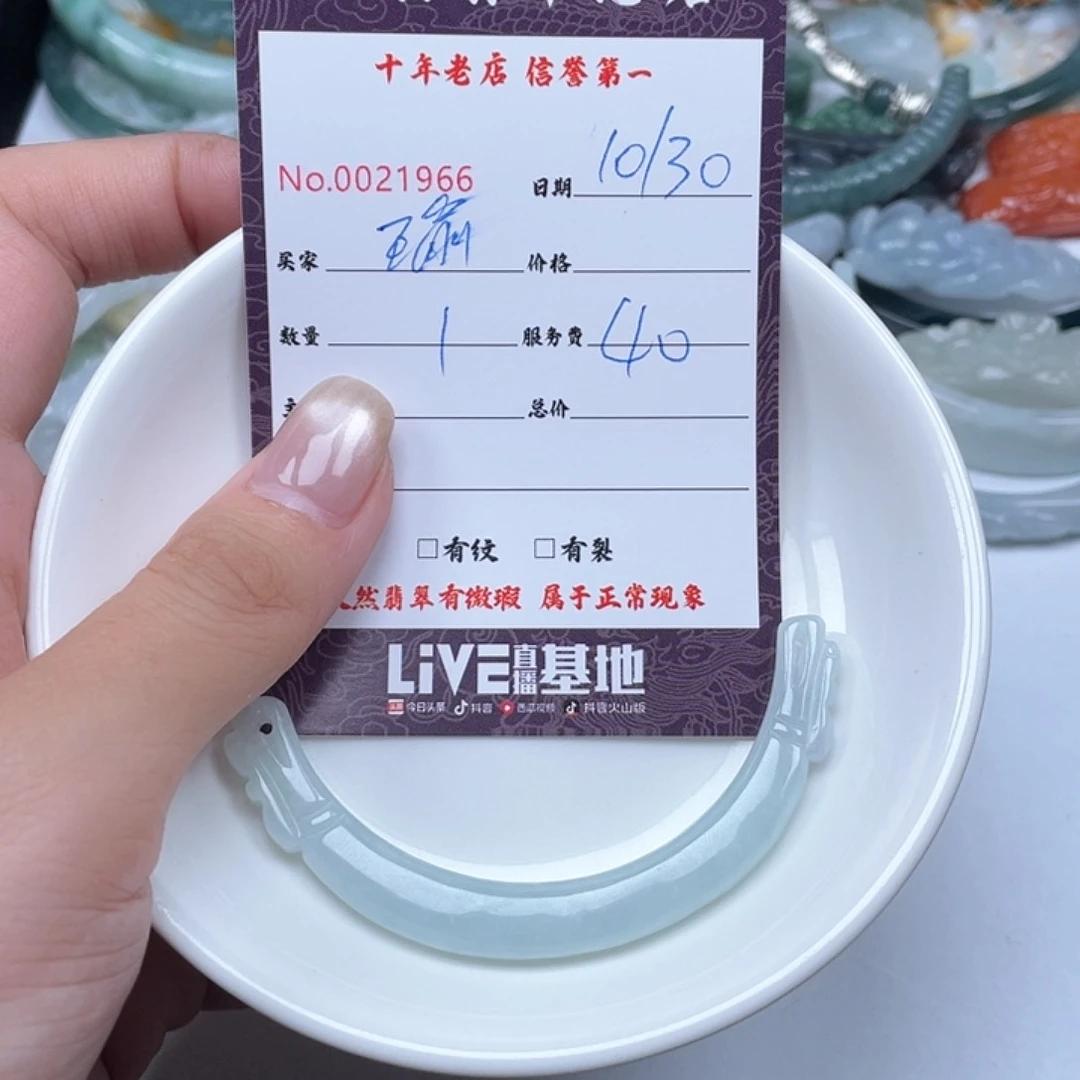 十年老店 信誉第一
No.0021966 日期 10/30
买家 价格
数量 1 服务费 40
总价
□有纹 □有裂
然翡翠有微瑕 属于正常现象
LiVE直播基地
今日头条 抖音 西瓜视频 抖音火山版